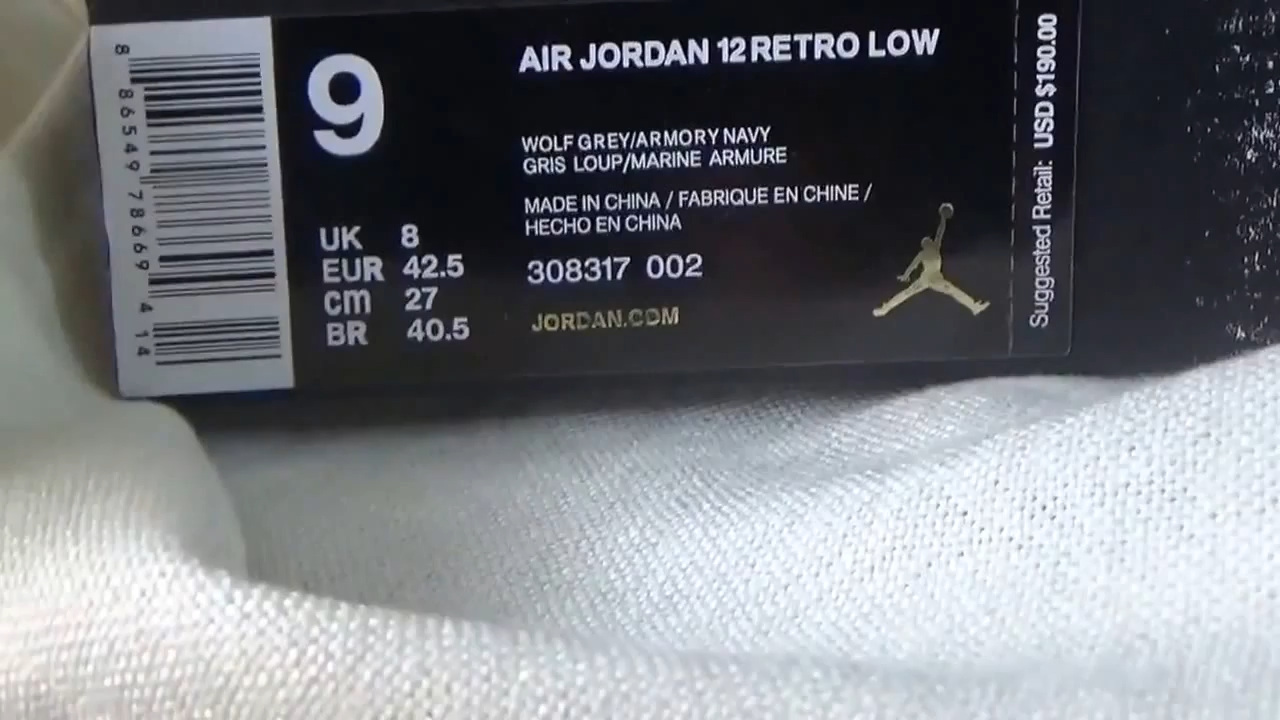 8 86549 78669 4 14
9
UK 8
EUR 42.5
cm 27
BR 40.5
AIR JORDAN 12 RETRO LOW
WOLF GREY/ARMORY NAVY
GRIS LOUP/MARINE ARMURE
MADE IN CHINA / FABRIQUE EN CHINE /
HECHO EN CHINA
308317 002
JORDAN.COM
Suggested Retail: USD $190.00